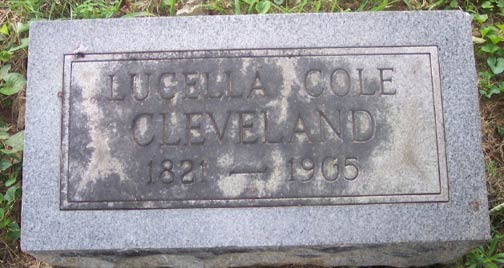 LUCELLA COLE
CLEVELAND
1821 — 1905